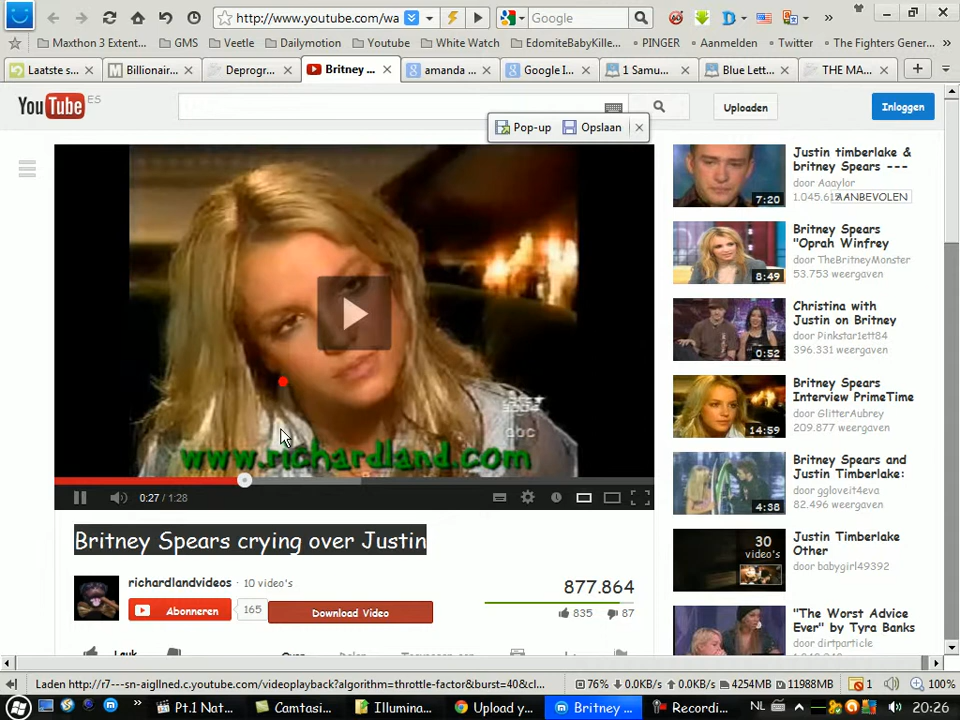 http://www.youtube.com/wa
Google
Maxthon 3 Extent...
GMS
Veetle
Dailymotion
Youtube
White Watch
EdomiteBabyKille...
PINGER
Aanmelden
Twitter
The Fighters Gener...
Laatste s...
Billionair...
Deprogr...
Britney ...
amanda ...
Google I...
1 Samu...
Blue Lett...
THE MA...
You Tube ES
Uploaden
Inloggen
Pop-up
Opslaan
www.richardland.com
abc
0:27 / 1:28
Britney Spears crying over Justin
richardlandvideos · 10 video's
Abonneren
165
Download Video
877.864
835
87
Justin timberlake &
britney Spears ---
door Aaylor
AANBEVOLEN
7:20
Britney Spears
"Oprah Winfrey
door TheBritneyMonster
53.753 weergaven
8:49
Christina with
Justin on Britney
door Pinkstar1ett84
396.331 weergaven
0:52
Britney Spears
Interview PrimeTime
door GlitterAubrey
209.877 weergaven
14:59
Britney Spears and
Justin Timberlake:
door ggloveit4eva
82.496 weergaven
4:38
Justin Timberlake
Other
door babygirl49392
30
video's
"The Worst Advice
Ever" by Tyra Banks
door dirtparticle
Laden http://r7---sn-aigllned.c.youtube.com/videoplayback?algorithm=throttle-factor&burst=40&cl...
76%
0.0KB/s
0.0KB/s
4254MB
11988MB
1
100%
Pt.1 Nat...
Camtasi...
Illumina...
Upload y...
Britney ...
Recordi...
NL
20:26